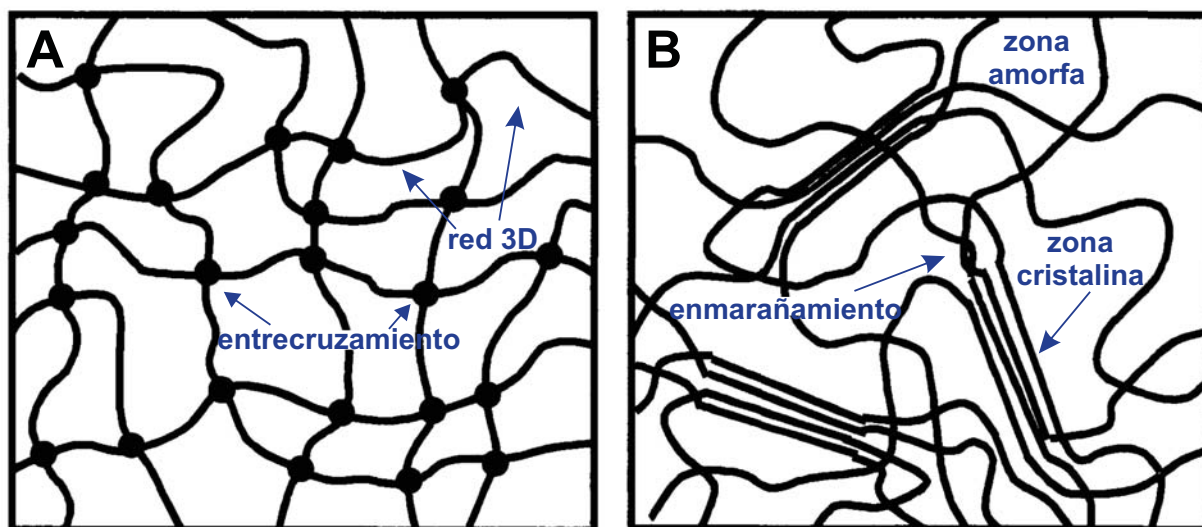 A
red 3D
entrecruzamiento
B
zona
amorfa
zona
cristalina
enmarañamiento